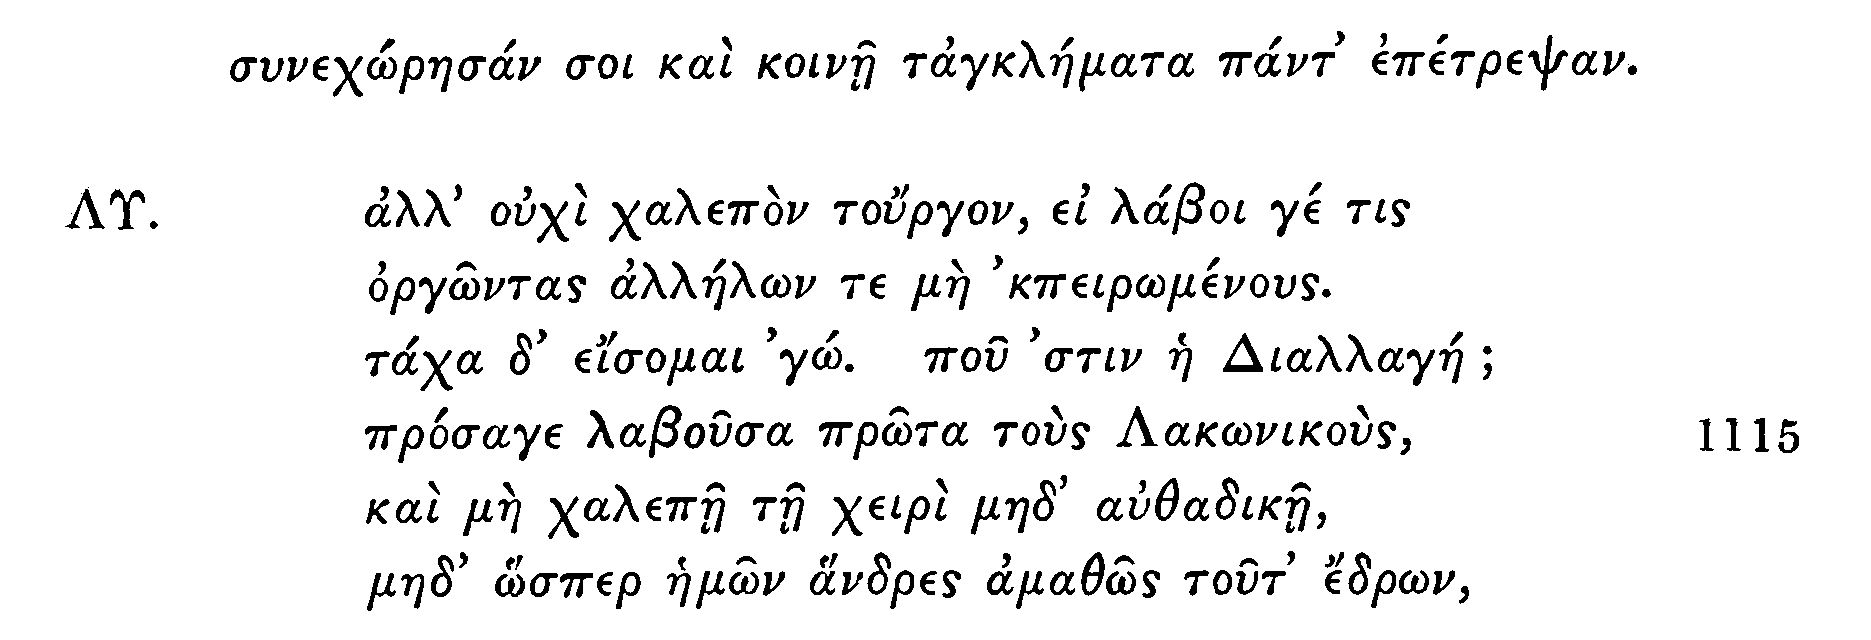 συνεχώρησάν σοι καὶ κοινῇ τἀγκλήματα πάντ’ ἐπέτρεψαν.
ΛΥ. ἀλλ’ οὐχὶ χαλεπὸν τοὖργον, εἰ λάβοι γέ τις
ὀργῶντας ἀλλήλων τε μὴ ’κπειρωμένους.
τάχα δ’ εἴσομαι ’γώ. ποῦ ’στιν ἡ Διαλλαγή ;
πρόσαγε λαβοῦσα πρῶτα τοὺς Λακωνικοὺς, 1115
καὶ μὴ χαλεπῇ τῇ χειρὶ μηδ’ αὐθαδικῇ,
μηδ’ ὥσπερ ἡμῶν ἅνδρες ἀμαθῶς τοῦτ’ ἔδρων,